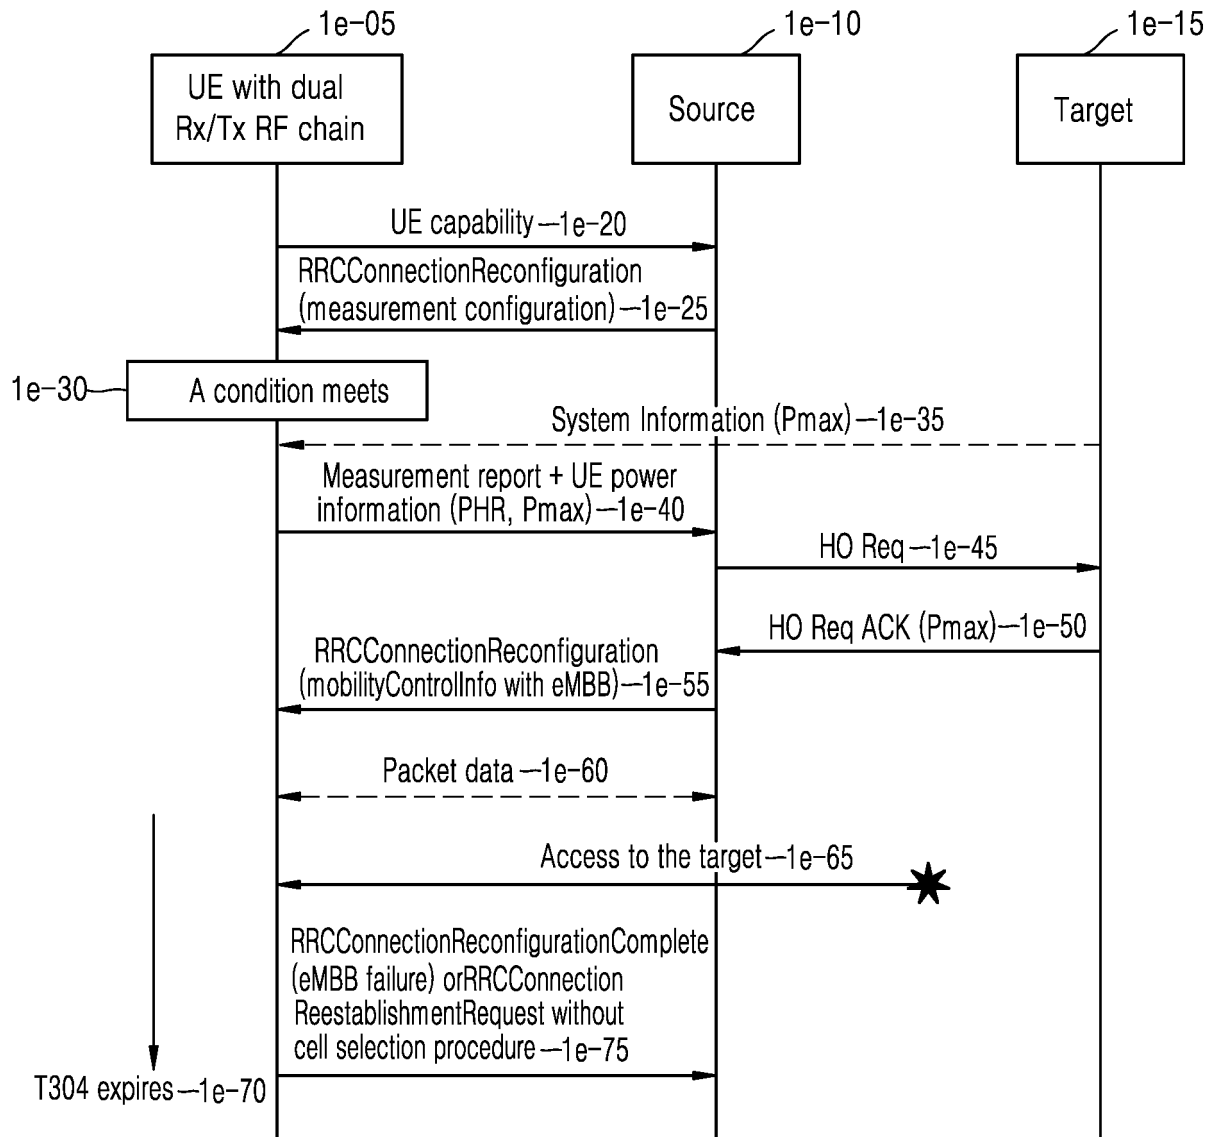 1e-05
1e-10
1e-15
UE with dual
Rx/Tx RF chain
Source
Target
UE capability—1e-20
RRCConnectionReconfiguration
(measurement configuration)—1e-25
1e-30
A condition meets
System Information (Pmax)—1e-35
Measurement report + UE power
information (PHR, Pmax)—1e-40
HO Req—1e-45
HO Req ACK (Pmax)—1e-50
RRCConnectionReconfiguration
(mobilityControlInfo with eMBB)—1e-55
Packet data—1e-60
Access to the target—1e-65
RRCConnectionReconfigurationComplete
(eMBB failure) orRRCConnection
ReestablishmentRequest without
cell selection procedure—1e-75
T304 expires—1e-70